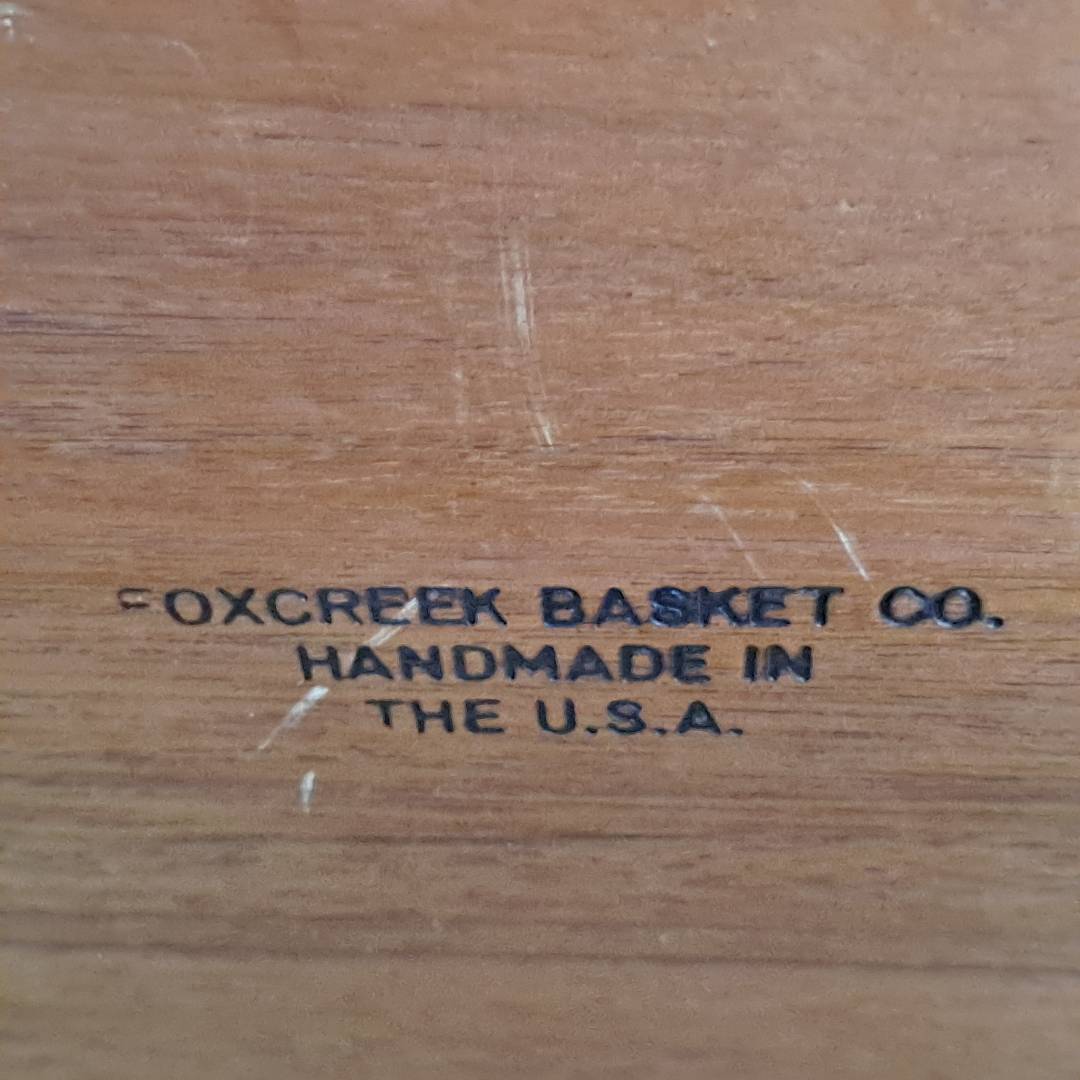 FOXCREEK BASKET CO.
HANDMADE IN
THE U.S.A.